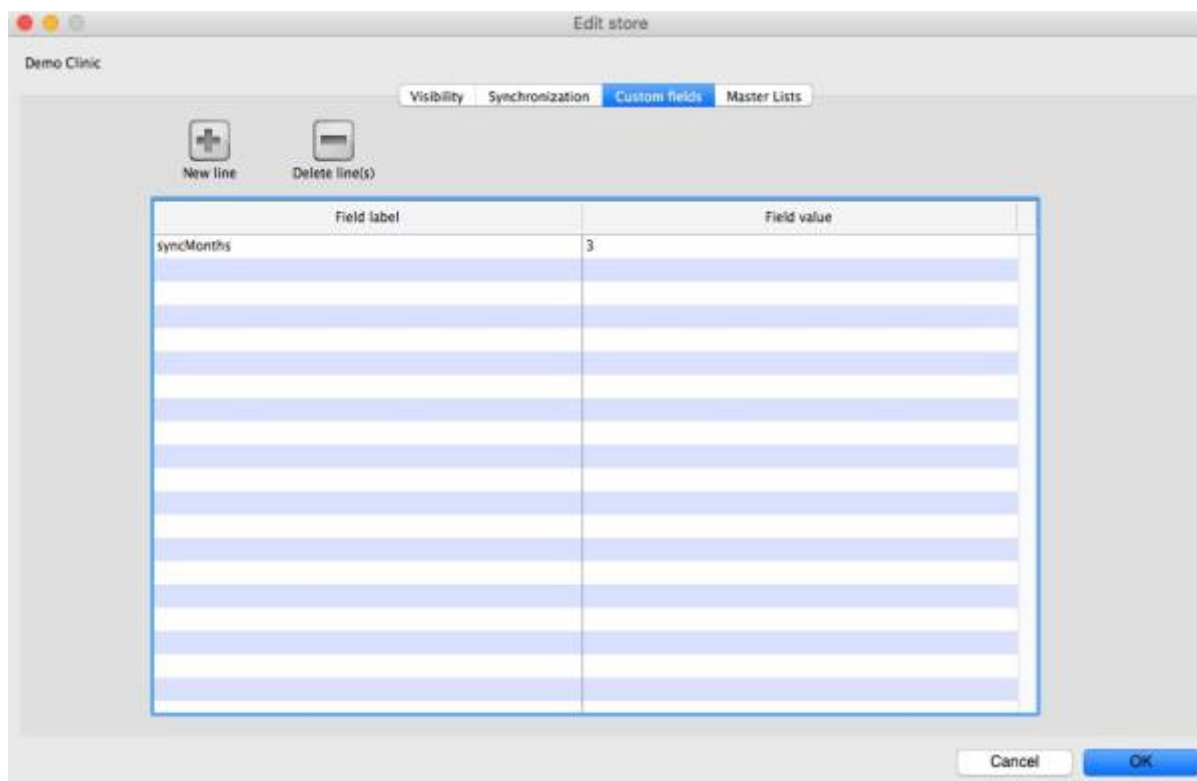 Edit store
Demo Clinic
Visibility Synchronization Custom fields Master Lists
New line Delete line(s)
Field label Field value
syncMonths 3
Cancel OK